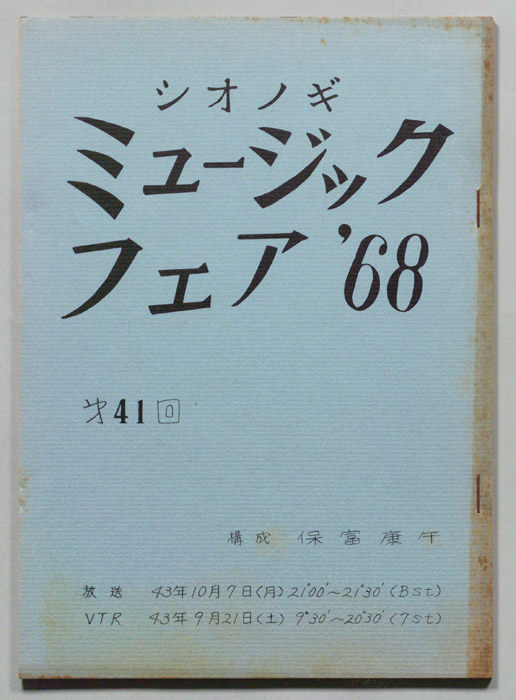 シオノギ
ミュージック
フェア '68
㐧41回
構成 保富康午
放送 43年10月7日(月) 21°00'～21°30' (8st)
VTR 43年9月21日(土) 9°30'～20°30' (7st)